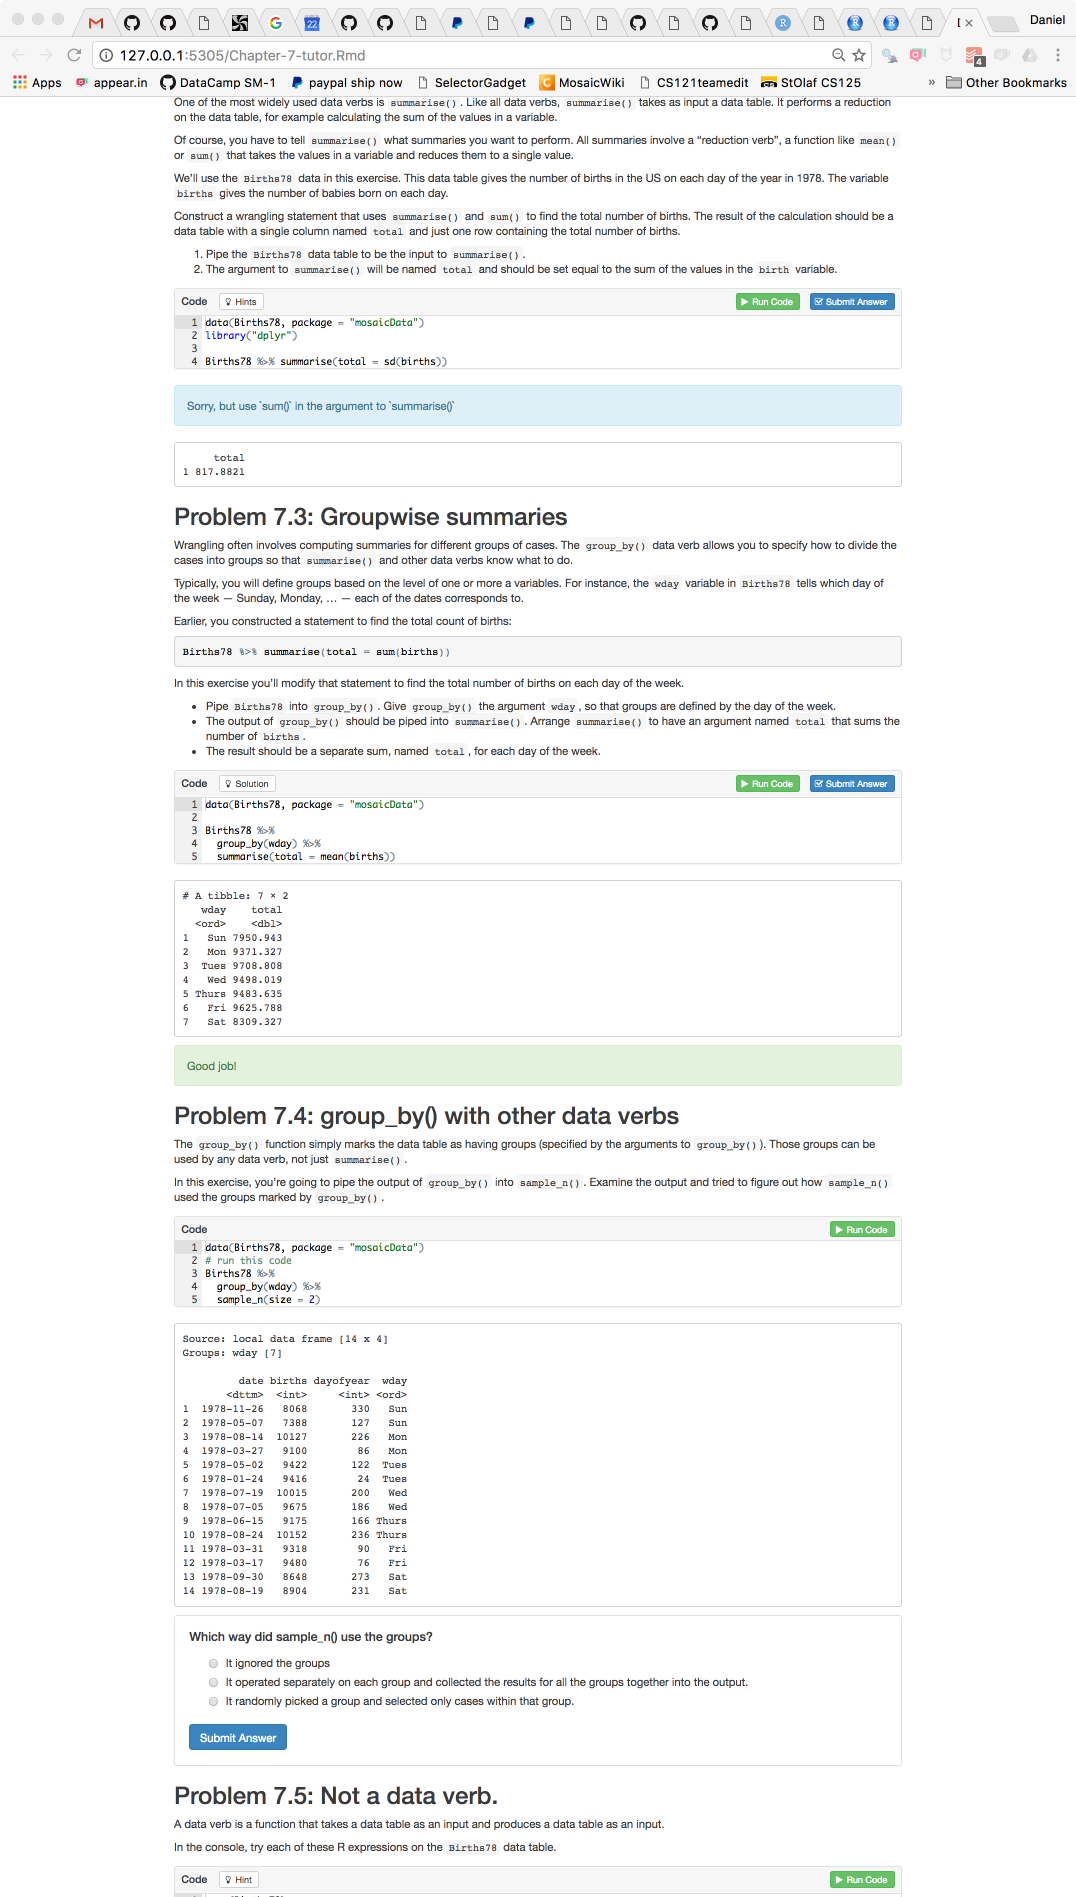 Daniel
127.0.0.1:5305/Chapter-7-tutor.Rmd
Apps appear.in DataCamp SM-1 paypal ship now SelectorGadget MosaicWiki CS121teamedit StOlaf CS125 » Other Bookmarks
One of the most widely used data verbs is summarise() . Like all data verbs, summarise() takes as input a data table. It performs a reduction
on the data table, for example calculating the sum of the values in a variable.
Of course, you have to tell summarise() what summaries you want to perform. All summaries involve a “reduction verb”, a function like mean()
or sum() that takes the values in a variable and reduces them to a single value.
We’ll use the Births78 data in this exercise. This data table gives the number of births in the US on each day of the year in 1978. The variable
births gives the number of babies born on each day.
Construct a wrangling statement that uses summarise() and sum() to find the total number of births. The result of the calculation should be a
data table with a single column named total and just one row containing the total number of births.
1. Pipe the Births78 data table to be the input to summarise() .
2. The argument to summarise() will be named total and should be set equal to the sum of the values in the birth variable.
Code Hints Run Code Submit Answer
1 data(Births78, package = "mosaicData")
2 library("dplyr")
3
4 Births78 %>% summarise(total = sd(births))
Sorry, but use `sum()` in the argument to `summarise()`
total
1 817.8821
Problem 7.3: Groupwise summaries
Wrangling often involves computing summaries for different groups of cases. The group_by() data verb allows you to specify how to divide the
cases into groups so that summarise() and other data verbs know what to do.
Typically, you will define groups based on the level of one or more a variables. For instance, the wday variable in Births78 tells which day of
the week — Sunday, Monday, … — each of the dates corresponds to.
Earlier, you constructed a statement to find the total count of births:
Births78 %>% summarise(total = sum(births))
In this exercise you’ll modify that statement to find the total number of births on each day of the week.
• Pipe Births78 into group_by() . Give group_by() the argument wday , so that groups are defined by the day of the week.
• The output of group_by() should be piped into summarise() . Arrange summarise() to have an argument named total that sums the
number of births .
• The result should be a separate sum, named total , for each day of the week.
Code Solution Run Code Submit Answer
1 data(Births78, package = "mosaicData")
2
3 Births78 %>%
4 group_by(wday) %>%
5 summarise(total = mean(births))
# A tibble: 7 × 2
wday total
<ord> <dbl>
1 Sun 7950.943
2 Mon 9371.327
3 Tues 9708.808
4 Wed 9498.019
5 Thurs 9483.635
6 Fri 9625.788
7 Sat 8309.327
Good job!
Problem 7.4: group_by() with other data verbs
The group_by() function simply marks the data table as having groups (specified by the arguments to group_by() ). Those groups can be
used by any data verb, not just summarise() .
In this exercise, you’re going to pipe the output of group_by() into sample_n() . Examine the output and tried to figure out how sample_n()
used the groups marked by group_by() .
Code Run Code
1 data(Births78, package = "mosaicData")
2 # run this code
3 Births78 %>%
4 group_by(wday) %>%
5 sample_n(size = 2)
Source: local data frame [14 x 4]
Groups: wday [7]
date births dayofyear wday
<dttm> <int> <int> <ord>
1 1978-11-26 8068 330 Sun
2 1978-05-07 7388 127 Sun
3 1978-08-14 10127 226 Mon
4 1978-03-27 9100 86 Mon
5 1978-05-02 9422 122 Tues
6 1978-01-24 9416 24 Tues
7 1978-07-19 10015 200 Wed
8 1978-07-05 9675 186 Wed
9 1978-06-15 9175 166 Thurs
10 1978-08-24 10152 236 Thurs
11 1978-03-31 9318 90 Fri
12 1978-03-17 9480 76 Fri
13 1978-09-30 8648 273 Sat
14 1978-08-19 8904 231 Sat
Which way did sample_n() use the groups?
It ignored the groups
It operated separately on each group and collected the results for all the groups together into the output.
It randomly picked a group and selected only cases within that group.
Submit Answer
Problem 7.5: Not a data verb.
A data verb is a function that takes a data table as an input and produces a data table as an input.
In the console, try each of these R expressions on the Births78 data table.
Code Hint Run Code